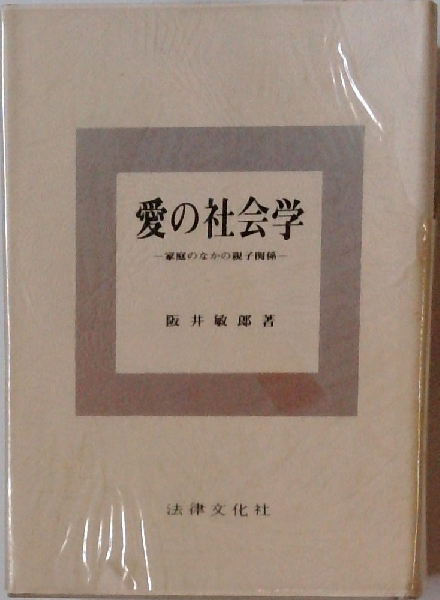 愛の社会学
—家庭のなかの親子関係—
阪井敏郎著
法律文化社